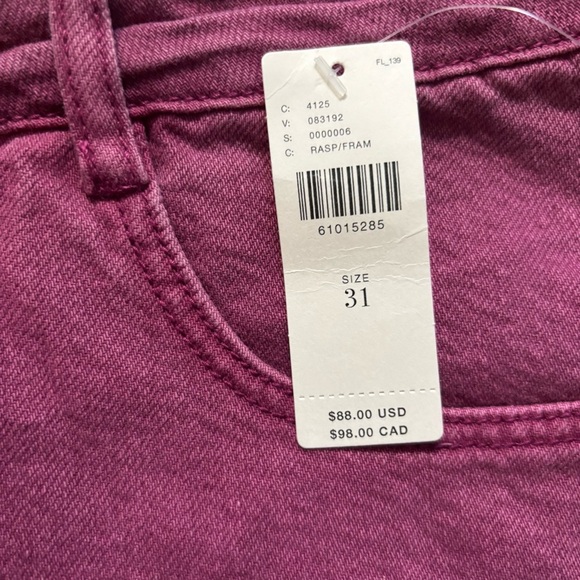 FL_139
C: 4125
V: 083192
S: 0000006
C: RASP/FRAM
61015285
SIZE
31
$88.00 USD
$98.00 CAD